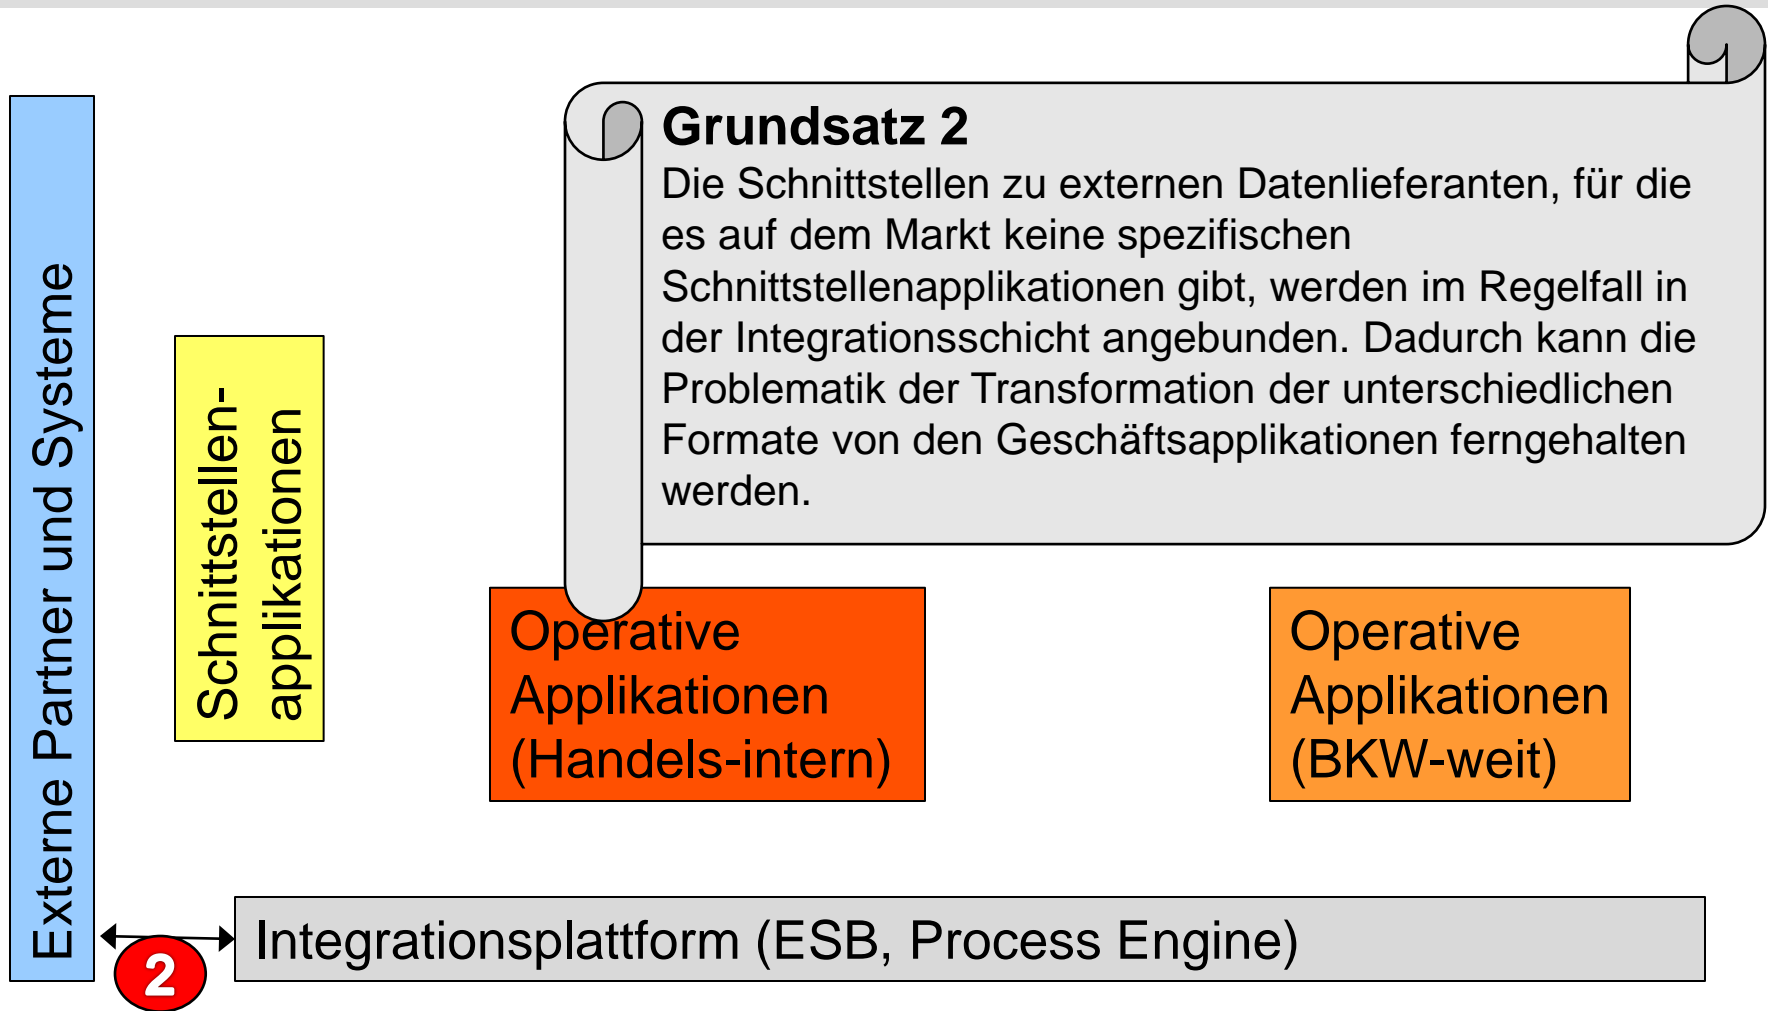 Grundsatz 2
Die Schnittstellen zu externen Datenlieferanten, für die
es auf dem Markt keine spezifischen
Schnittstellenapplikationen gibt, werden im Regelfall in
der Integrationsschicht angebunden. Dadurch kann die
Problematik der Transformation der unterschiedlichen
Formate von den Geschäftsapplikationen ferngehalten
werden.
Externe Partner und Systeme
Schnittstellen-
applikationen
Operative
Applikationen
(Handels-intern)
Operative
Applikationen
(BKW-weit)
2
Integrationsplattform (ESB, Process Engine)